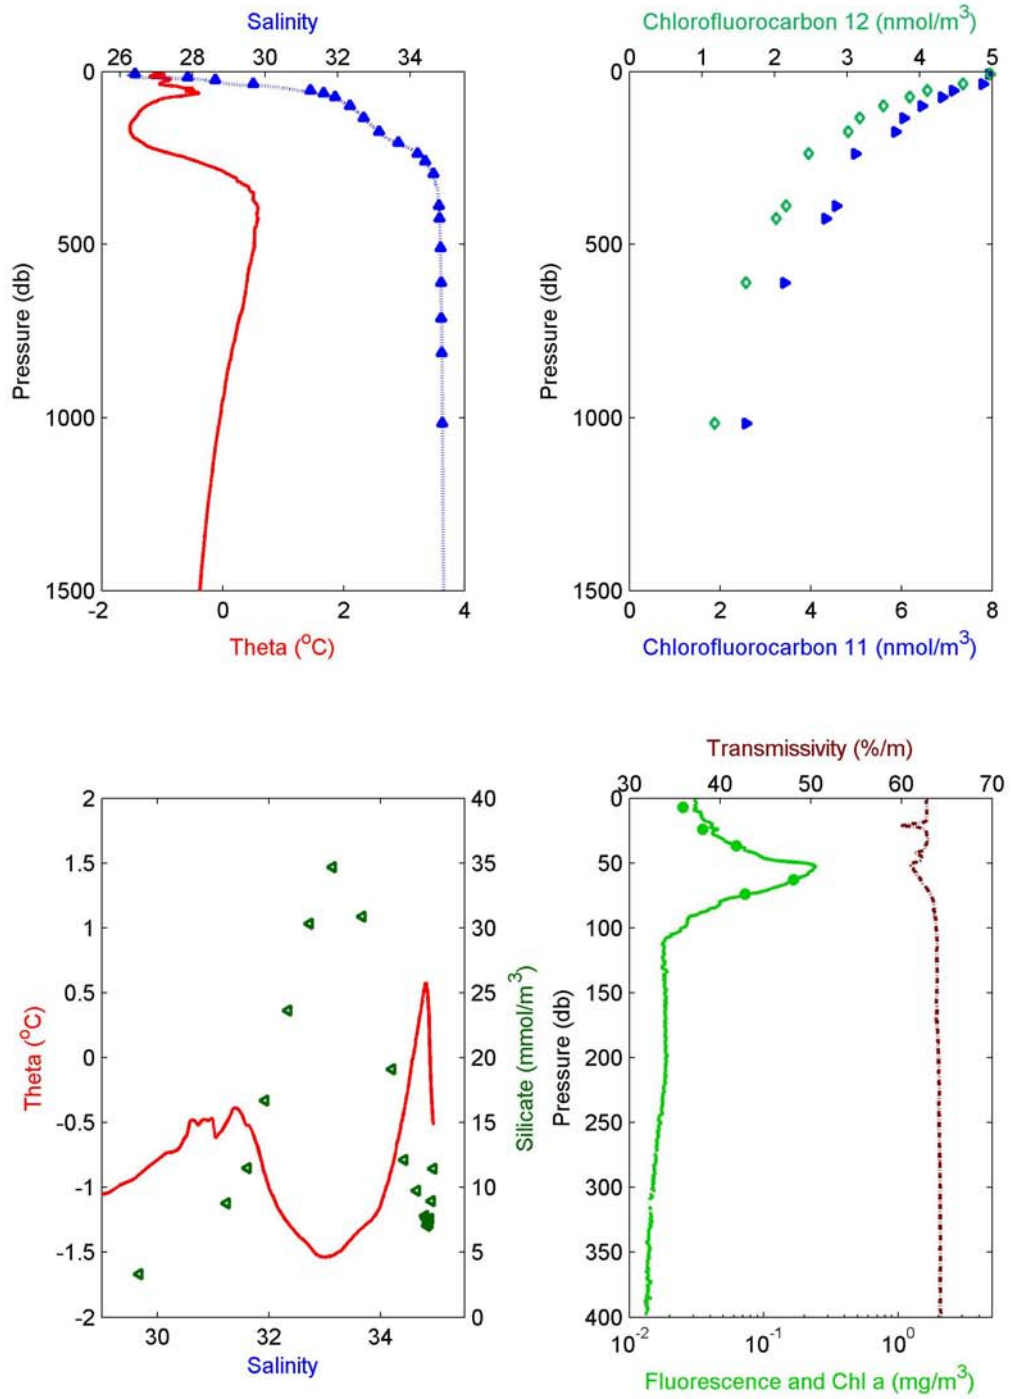 Salinity
26 28 30 32 34
0
500
1000
1500
Pressure (db)
-2 0 2 4
Theta (°C)
Chlorofluorocarbon 12 (nmol/m³)
0 1 2 3 4 5
0
500
1000
1500
Pressure (db)
0 2 4 6 8
Chlorofluorocarbon 11 (nmol/m³)
2
1.5
1
0.5
0
-0.5
-1
-1.5
-2
Theta (°C)
40
35
30
25
20
15
10
5
0
Silicate (mmol/m³)
30 32 34
Salinity
Transmissivity (%/m)
30 40 50 60 70
0
50
100
150
200
250
300
350
400
Pressure (db)
10⁻² 10⁻¹ 10⁰
Fluorescence and Chl a (mg/m³)